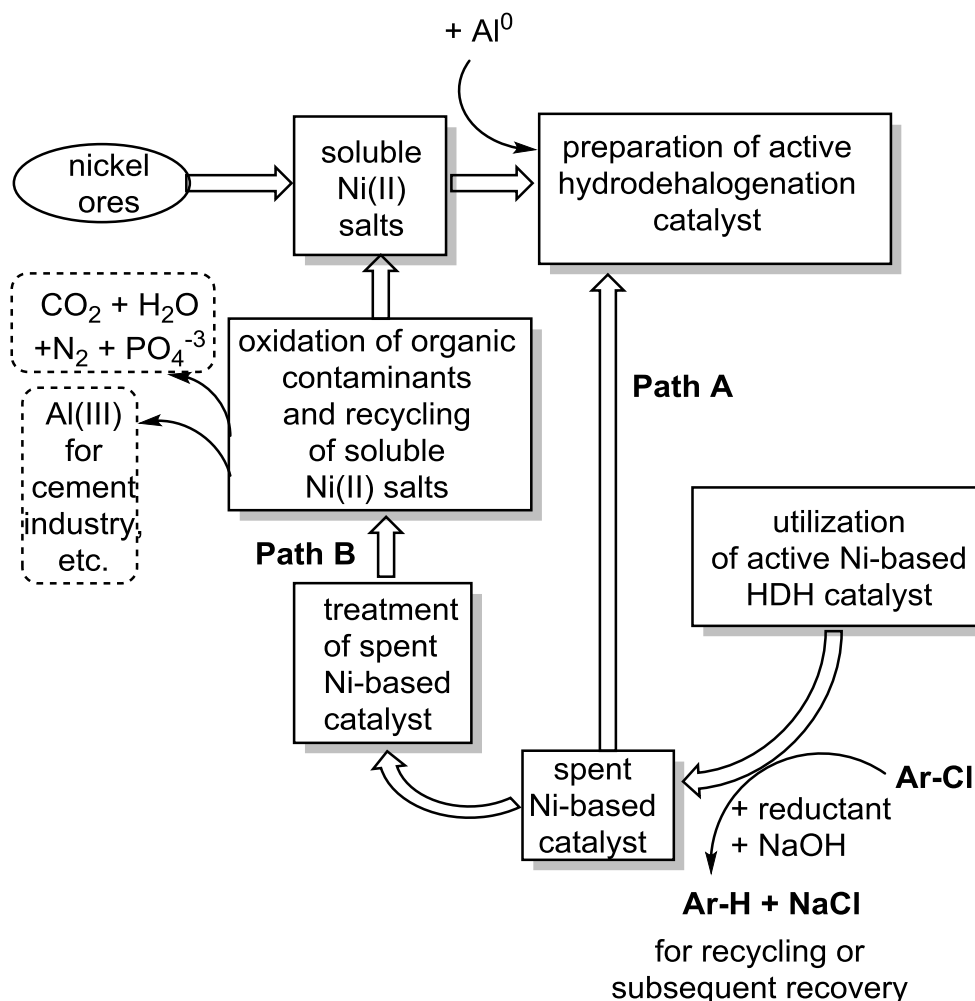 + Al⁰
nickel
ores
soluble
Ni(II)
salts
preparation of active
hydrodehalogenation
catalyst
CO₂ + H₂O
+N₂ + PO₄⁻³
Al(III)
for
cement
industry,
etc.
oxidation of organic
contaminants
and recycling
of soluble
Ni(II) salts
Path A
Path B
utilization
of active Ni-based
HDH catalyst
treatment
of spent
Ni-based
catalyst
spent
Ni-based
catalyst
Ar-Cl
+ reductant
+ NaOH
Ar-H + NaCl
for recycling or
subsequent recovery